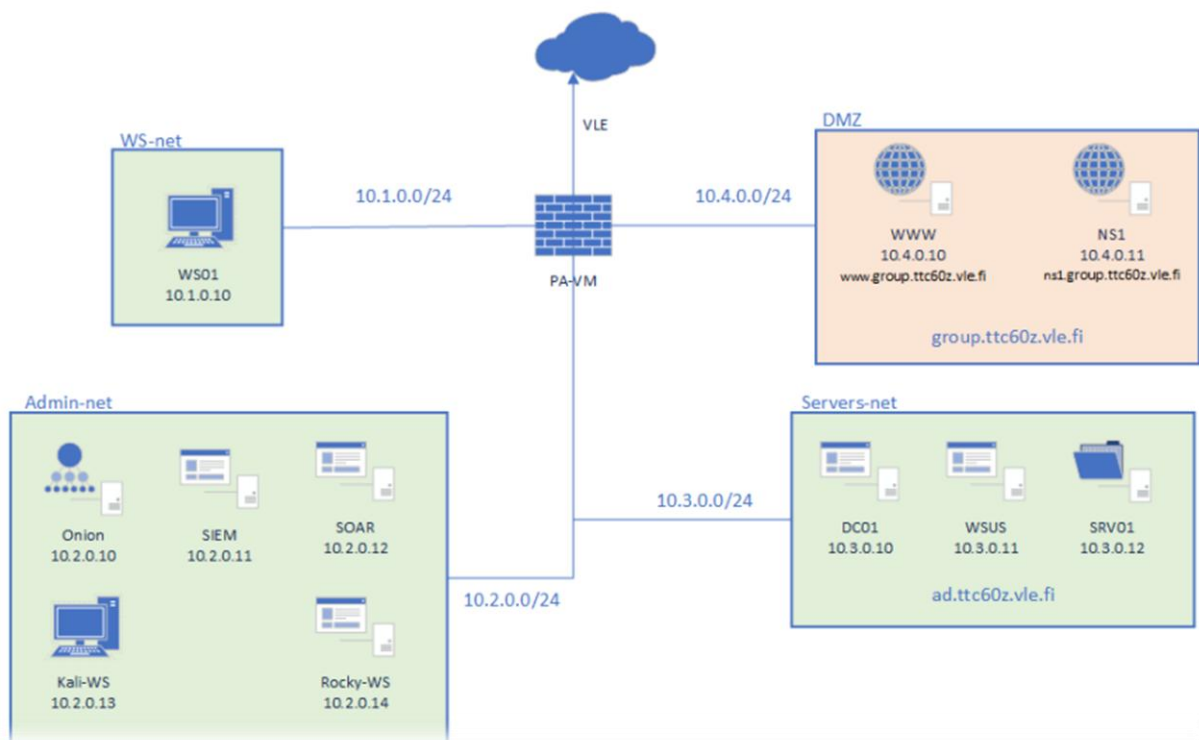 VLE
WS-net
WS01
10.1.0.10
10.1.0.0/24
PA-VM
10.4.0.0/24
DMZ
WWW
10.4.0.10
www.group.ttc60z.vle.fi
NS1
10.4.0.11
ns1.group.ttc60z.vle.fi
group.ttc60z.vle.fi
Admin-net
Onion
10.2.0.10
SIEM
10.2.0.11
SOAR
10.2.0.12
Kali-WS
10.2.0.13
Rocky-WS
10.2.0.14
10.2.0.0/24
10.3.0.0/24
Servers-net
DC01
10.3.0.10
WSUS
10.3.0.11
SRV01
10.3.0.12
ad.ttc60z.vle.fi